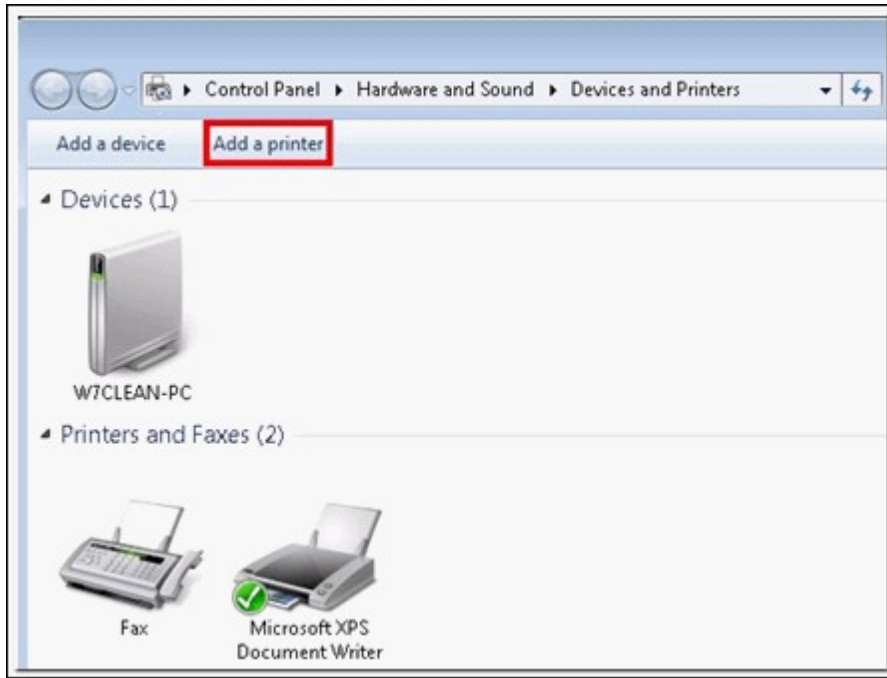 Control Panel ▸ Hardware and Sound ▸ Devices and Printers
Add a device Add a printer
Devices (1)
W7CLEAN-PC
Printers and Faxes (2)
Fax
Microsoft XPS
Document Writer